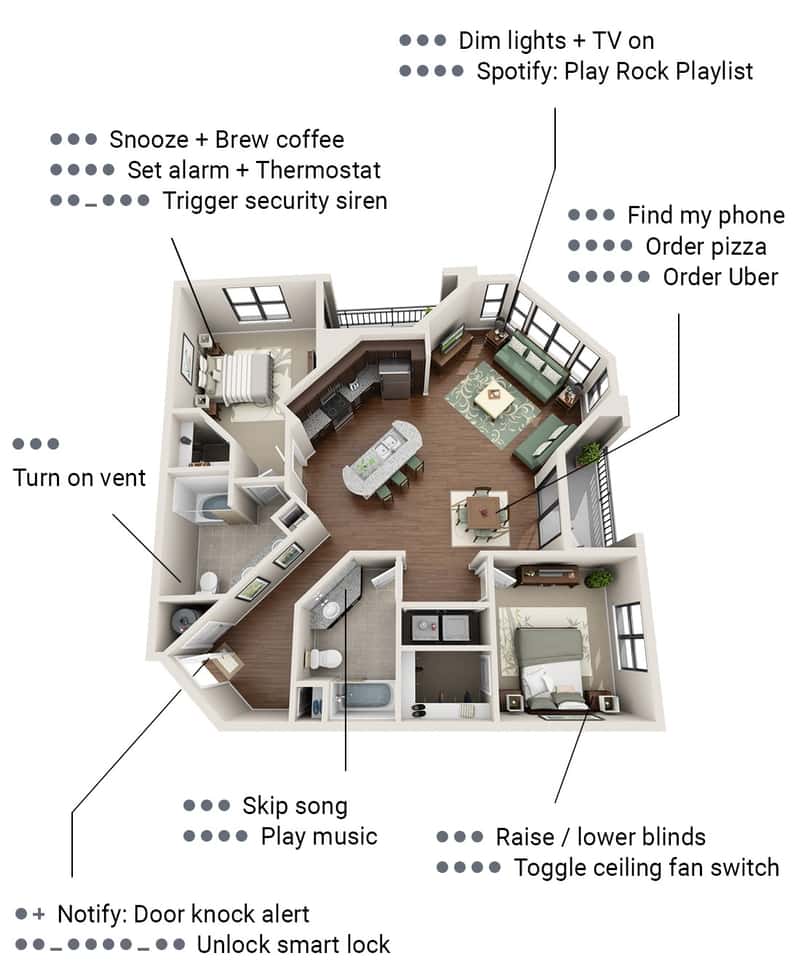 ●●● Dim lights + TV on
●●●● Spotify: Play Rock Playlist
●●● Snooze + Brew coffee
●●●● Set alarm + Thermostat
●●_●●● Trigger security siren
●●● Find my phone
●●●● Order pizza
●●●●● Order Uber
●●●
Turn on vent
●●● Skip song
●●●● Play music
●●● Raise / lower blinds
●●●● Toggle ceiling fan switch
●+ Notify: Door knock alert
●●_●●●●_●● Unlock smart lock